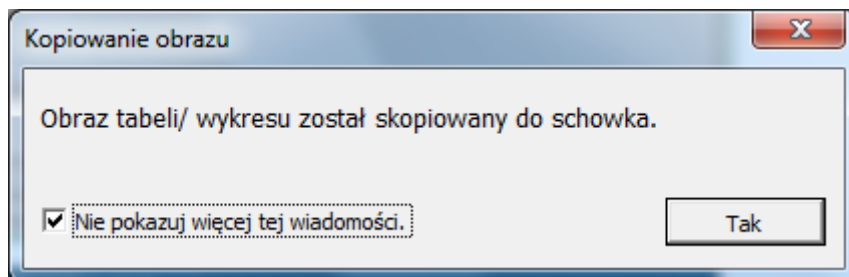 Kopiowanie obrazu
Obraz tabeli/ wykresu został skopiowany do schowka.
Nie pokazuj więcej tej wiadomości.
Tak